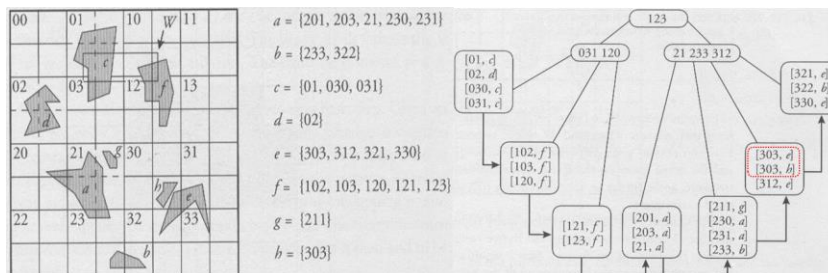 00 01 10 11
W
c
02 03 12 f 13
d
20 21 g 30 31
a h e
22 23 32 33
b
a = {201, 203, 21, 230, 231}
b = {233, 322}
c = {01, 030, 031}
d = {02}
e = {303, 312, 321, 330}
f = {102, 103, 120, 121, 123}
g = {211}
h = {303}
123
031 120
21 233 312
[01, c]
[02, d]
[030, c]
[031, c]
[321, e]
[322, b]
[330, e]
[102, f]
[103, f]
[120, f]
[303, e]
[303, h]
[312, e]
[121, f]
[123, f]
[201, a]
[203, a]
[21, a]
[211, g]
[230, a]
[231, a]
[233, b]